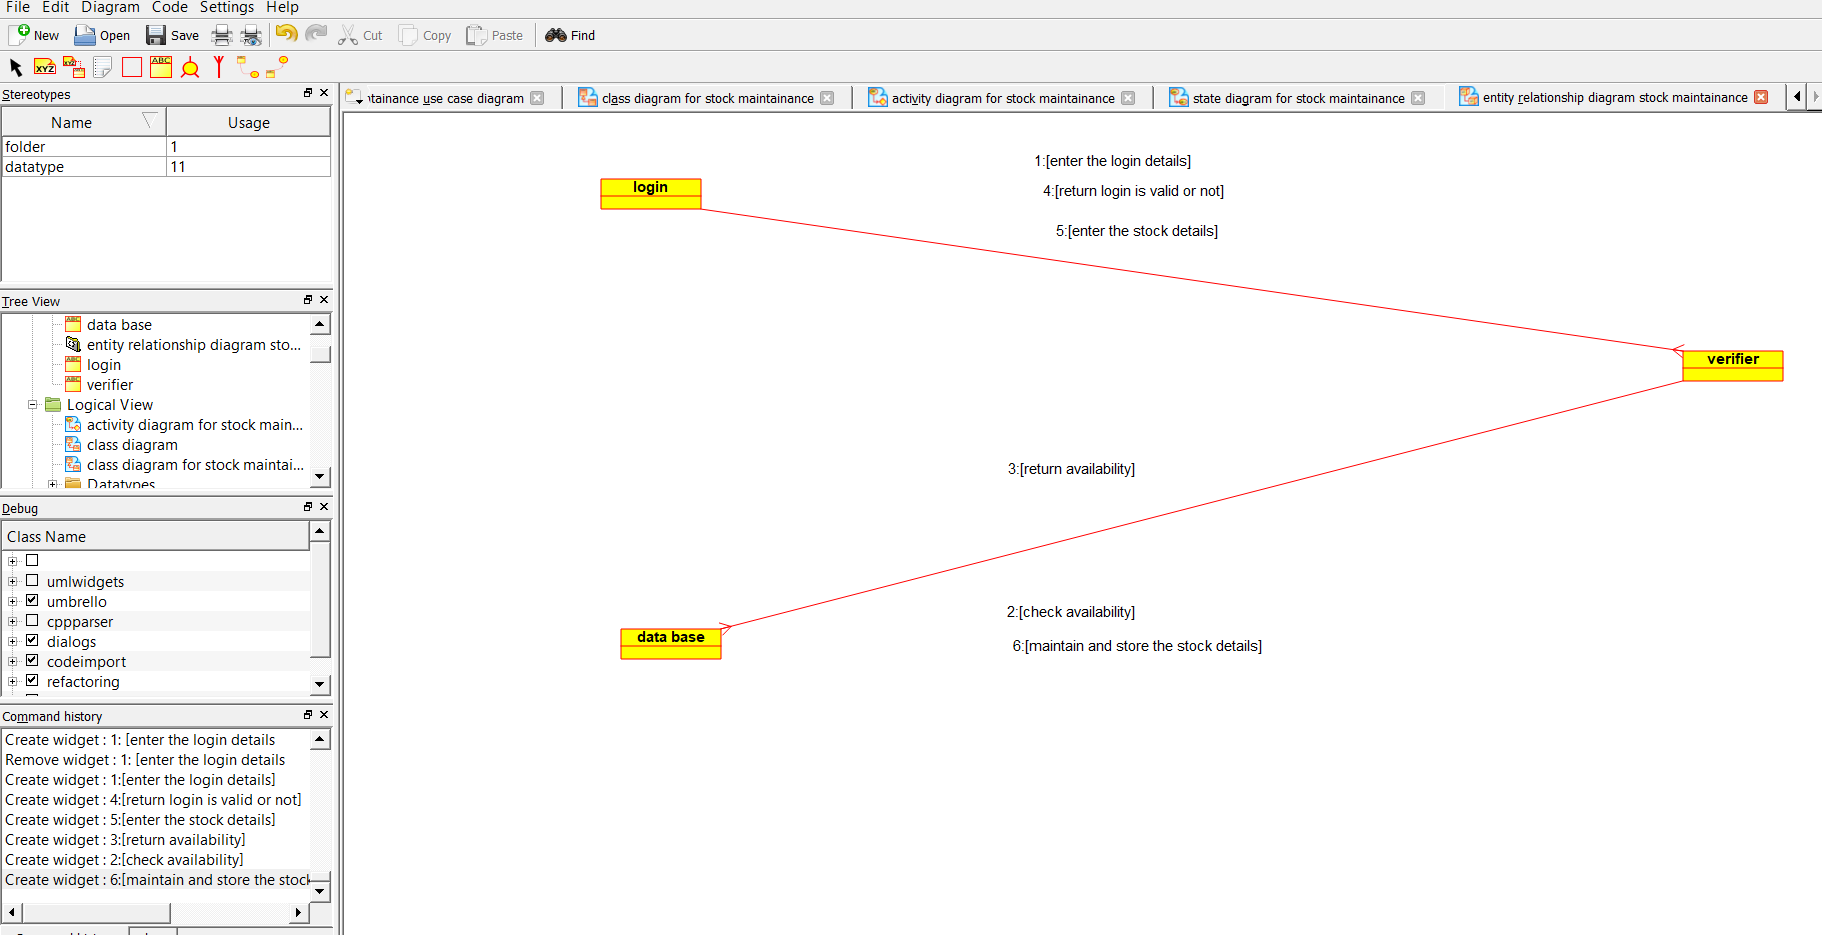 File Edit Diagram Code Settings Help
New Open Save Cut Copy Paste Find
XYZ XYZ ABC
Stereotypes
Name Usage
folder 1
datatype 11
Tree View
data base
entity relationship diagram sto...
login
verifier
Logical View
activity diagram for stock main...
class diagram
class diagram for stock maintai...
Datatypes
Debug
Class Name
umlwidgets
umbrello
cppparser
dialogs
codeimport
refactoring
Command history
Create widget : 1: [enter the login details
Remove widget : 1: [enter the login details
Create widget : 1:[enter the login details]
Create widget : 4:[return login is valid or not]
Create widget : 5:[enter the stock details]
Create widget : 3:[return availability]
Create widget : 2:[check availability]
Create widget : 6:[maintain and store the stock
tainance use case diagram class diagram for stock maintainance activity diagram for stock maintainance state diagram for stock maintainance entity relationship diagram stock maintainance
1:[enter the login details]
login
4:[return login is valid or not]
5:[enter the stock details]
verifier
3:[return availability]
2:[check availability]
data base
6:[maintain and store the stock details]